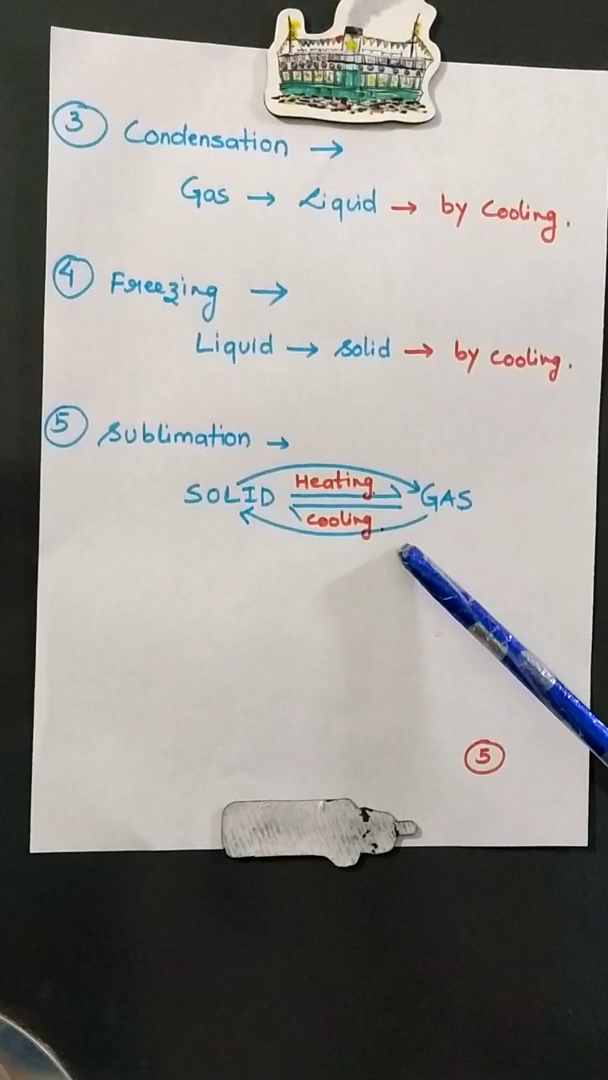 ③ Condensation →
Gas → Liquid → by Cooling.
④ Freezing →
Liquid → Solid → by cooling.
⑤ Sublimation →
Heating
SOLID ⇌ GAS
Cooling.
⑤